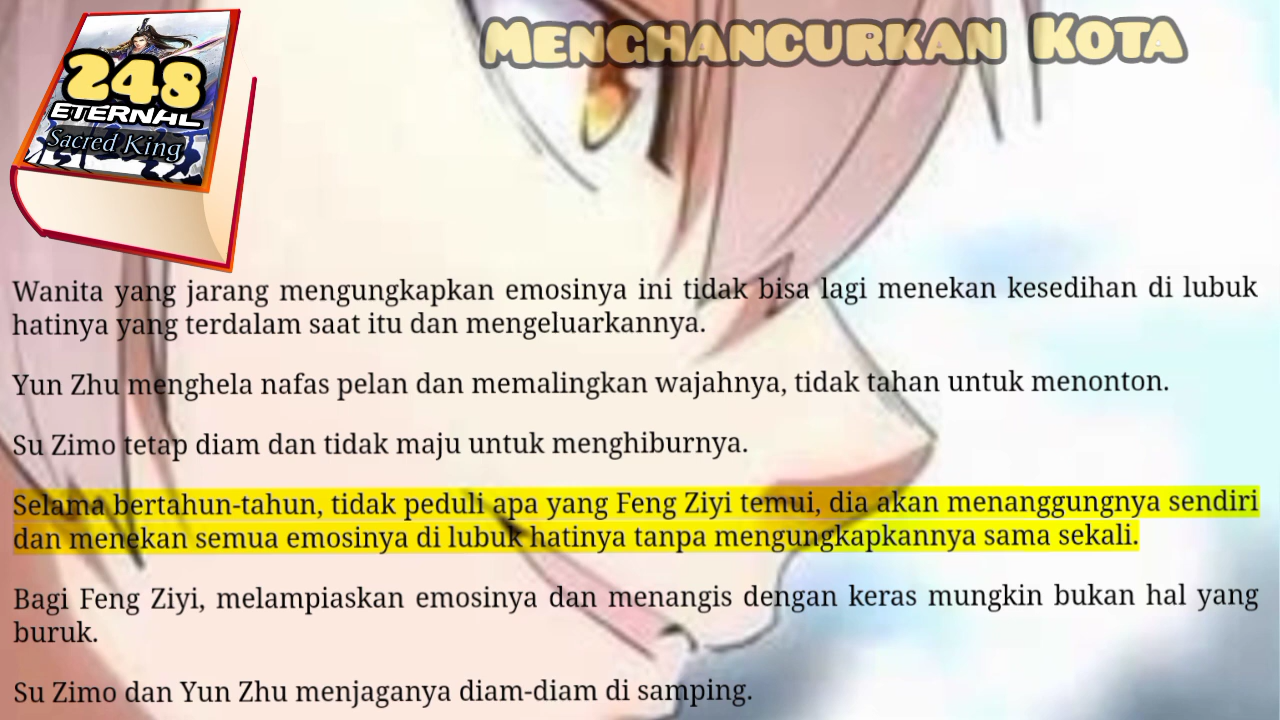 Menghancurkan Kota
248
ETERNAL
Sacred King
Wanita yang jarang mengungkapkan emosinya ini tidak bisa lagi menekan kesedihan di lubuk
hatinya yang terdalam saat itu dan mengeluarkannya.
Yun Zhu menghela nafas pelan dan memalingkan wajahnya, tidak tahan untuk menonton.
Su Zimo tetap diam dan tidak maju untuk menghiburnya.
Selama bertahun-tahun, tidak peduli apa yang Feng Ziyi temui, dia akan menanggungnya sendiri
dan menekan semua emosinya di lubuk hatinya tanpa mengungkapkannya sama sekali.
Bagi Feng Ziyi, melampiaskan emosinya dan menangis dengan keras mungkin bukan hal yang
buruk.
Su Zimo dan Yun Zhu menjaganya diam-diam di samping.